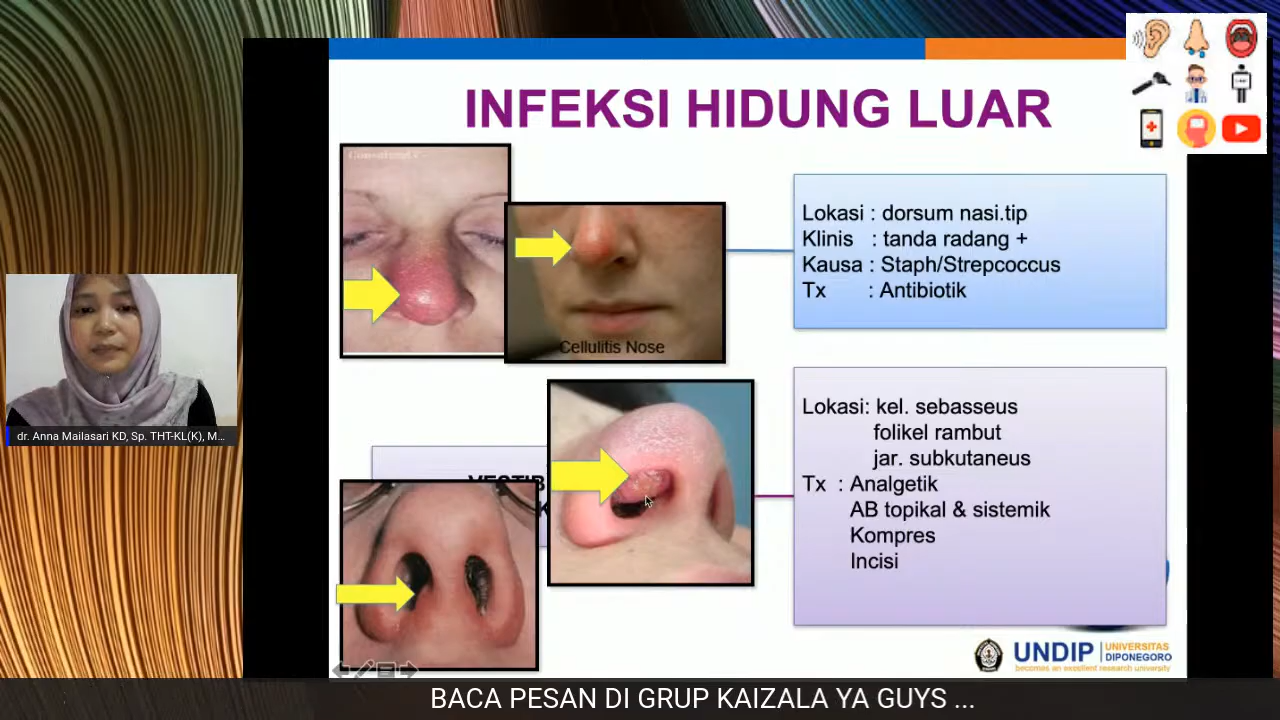 INFEKSI HIDUNG LUAR
Cellulitis Nose
Lokasi : dorsum nasi.tip
Klinis : tanda radang +
Kausa : Staph/Strepcoccus
Tx : Antibiotik
Lokasi: kel. sebasseus
folikel rambut
jar. subkutaneus
Tx : Analgetik
AB topikal & sistemik
Kompres
Incisi
dr. Anna Mailasari KD, Sp. THT-KL(K), M...
UNDIP
UNIVERSITAS
DIPONEGORO
becomes an excellent research university
BACA PESAN DI GRUP KAIZALA YA GUYS ...